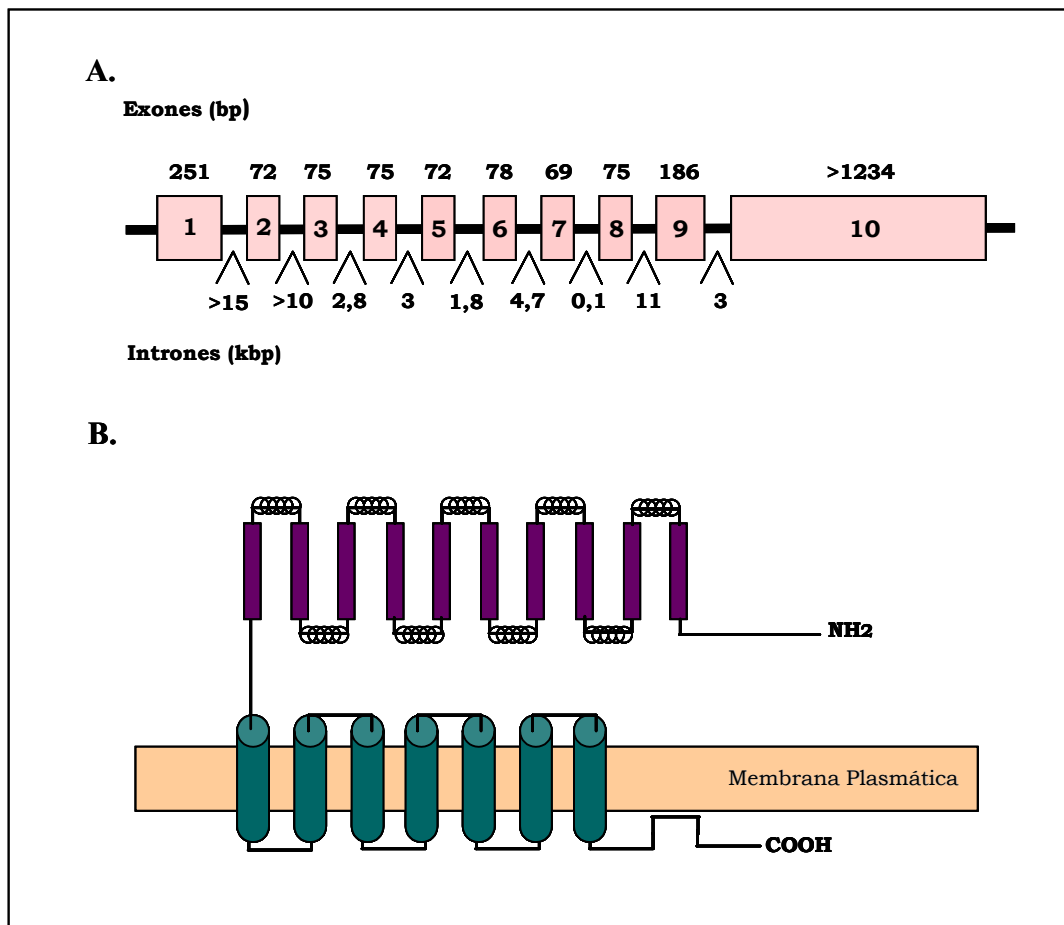 A.
Exones (bp)
251 72 75 75 72 78 69 75 186 >1234
1 2 3 4 5 6 7 8 9 10
>15 >10 2,8 3 1,8 4,7 0,1 11 3
Intrones (kbp)
B.
NH2
Membrana Plasmática
COOH